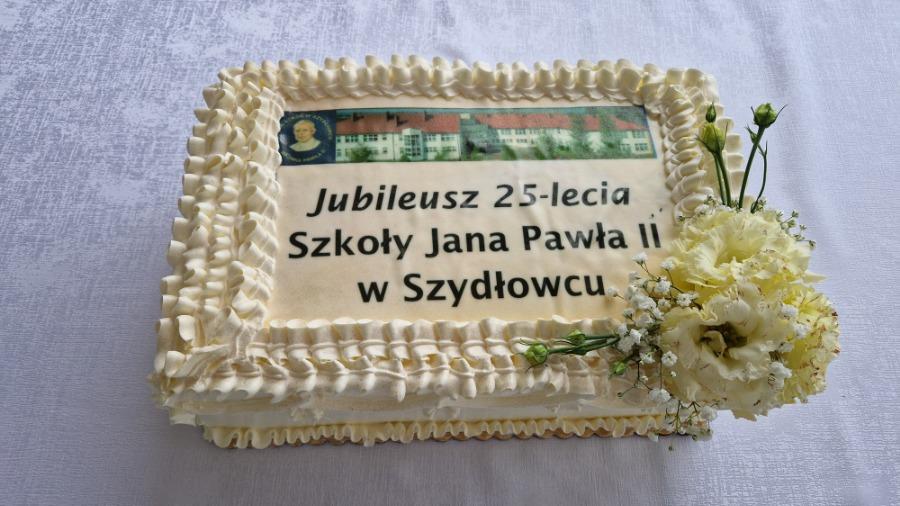 Jubileusz 25-lecia
Szkoły Jana Pawła II
w Szydłowcu